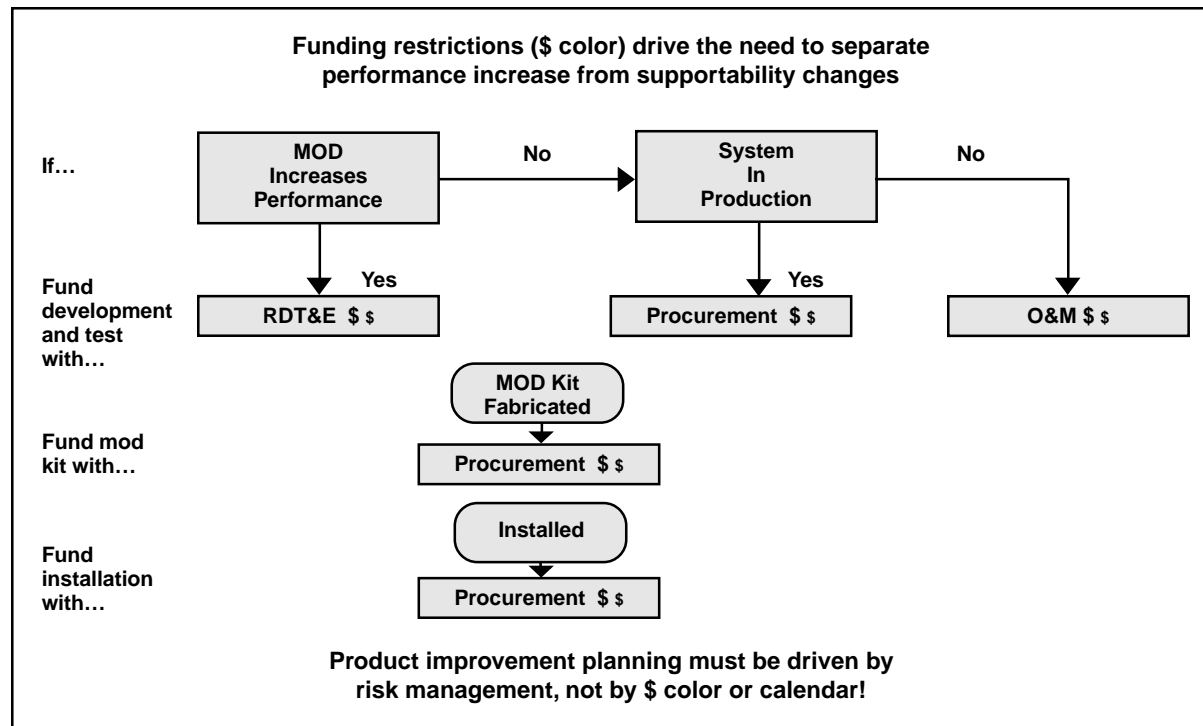 Funding restrictions ($ color) drive the need to separate
performance increase from supportability changes
If…
MOD
Increases
Performance
No
System
In
Production
No
Fund
development
and test
with…
Yes
RDT&E $ $
Yes
Procurement $ $
O&M $ $
MOD Kit
Fabricated
Fund mod
kit with…
Procurement $ $
Installed
Fund
installation
with…
Procurement $ $
Product improvement planning must be driven by
risk management, not by $ color or calendar!